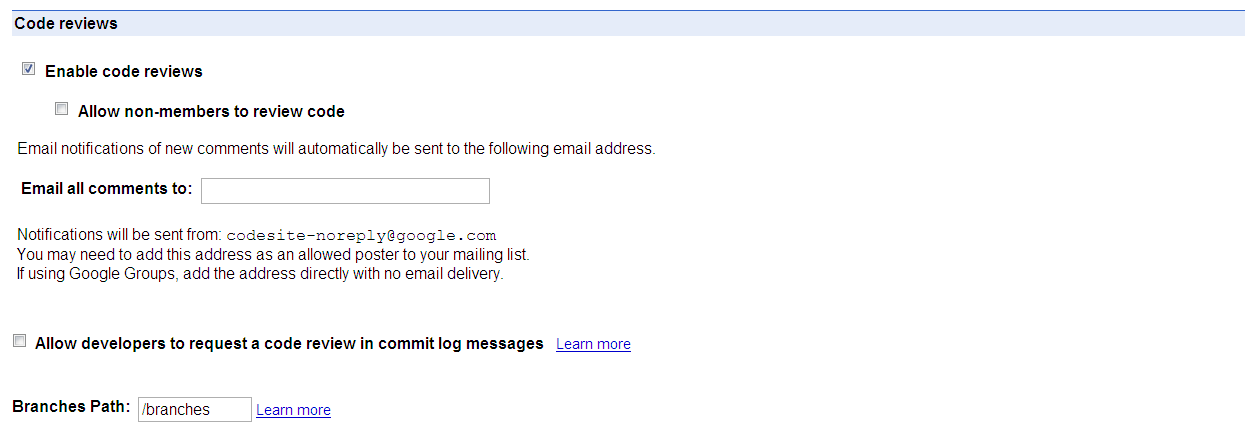 Code reviews
Enable code reviews
Allow non-members to review code
Email notifications of new comments will automatically be sent to the following email address.
Email all comments to:
Notifications will be sent from: codesite-noreply@google.com
You may need to add this address as an allowed poster to your mailing list.
If using Google Groups, add the address directly with no email delivery.
Allow developers to request a code review in commit log messages Learn more
Branches Path: /branches Learn more